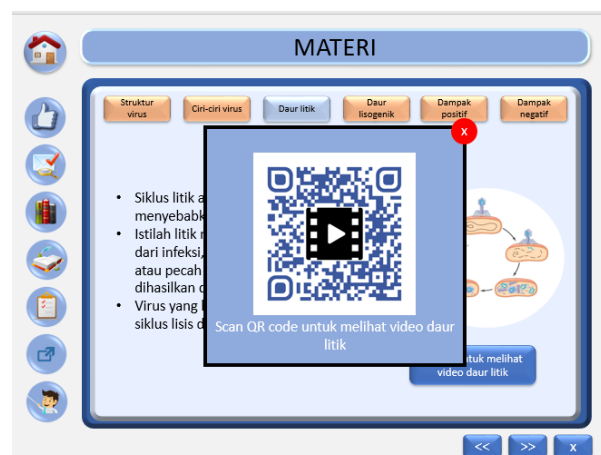 MATERI
Struktur
virus
Ciri-ciri virus
Daur litik
Daur
lisogenik
Dampak
positif
Dampak
negatif
X
• Siklus litik
menyebabk
• Istilah litik
dari infeksi,
atau pecah
dihasilkan
• Virus yang
siklus lisis
Scan QR code untuk melihat video daur
litik
melihat
video daur litik
<<
>>
x